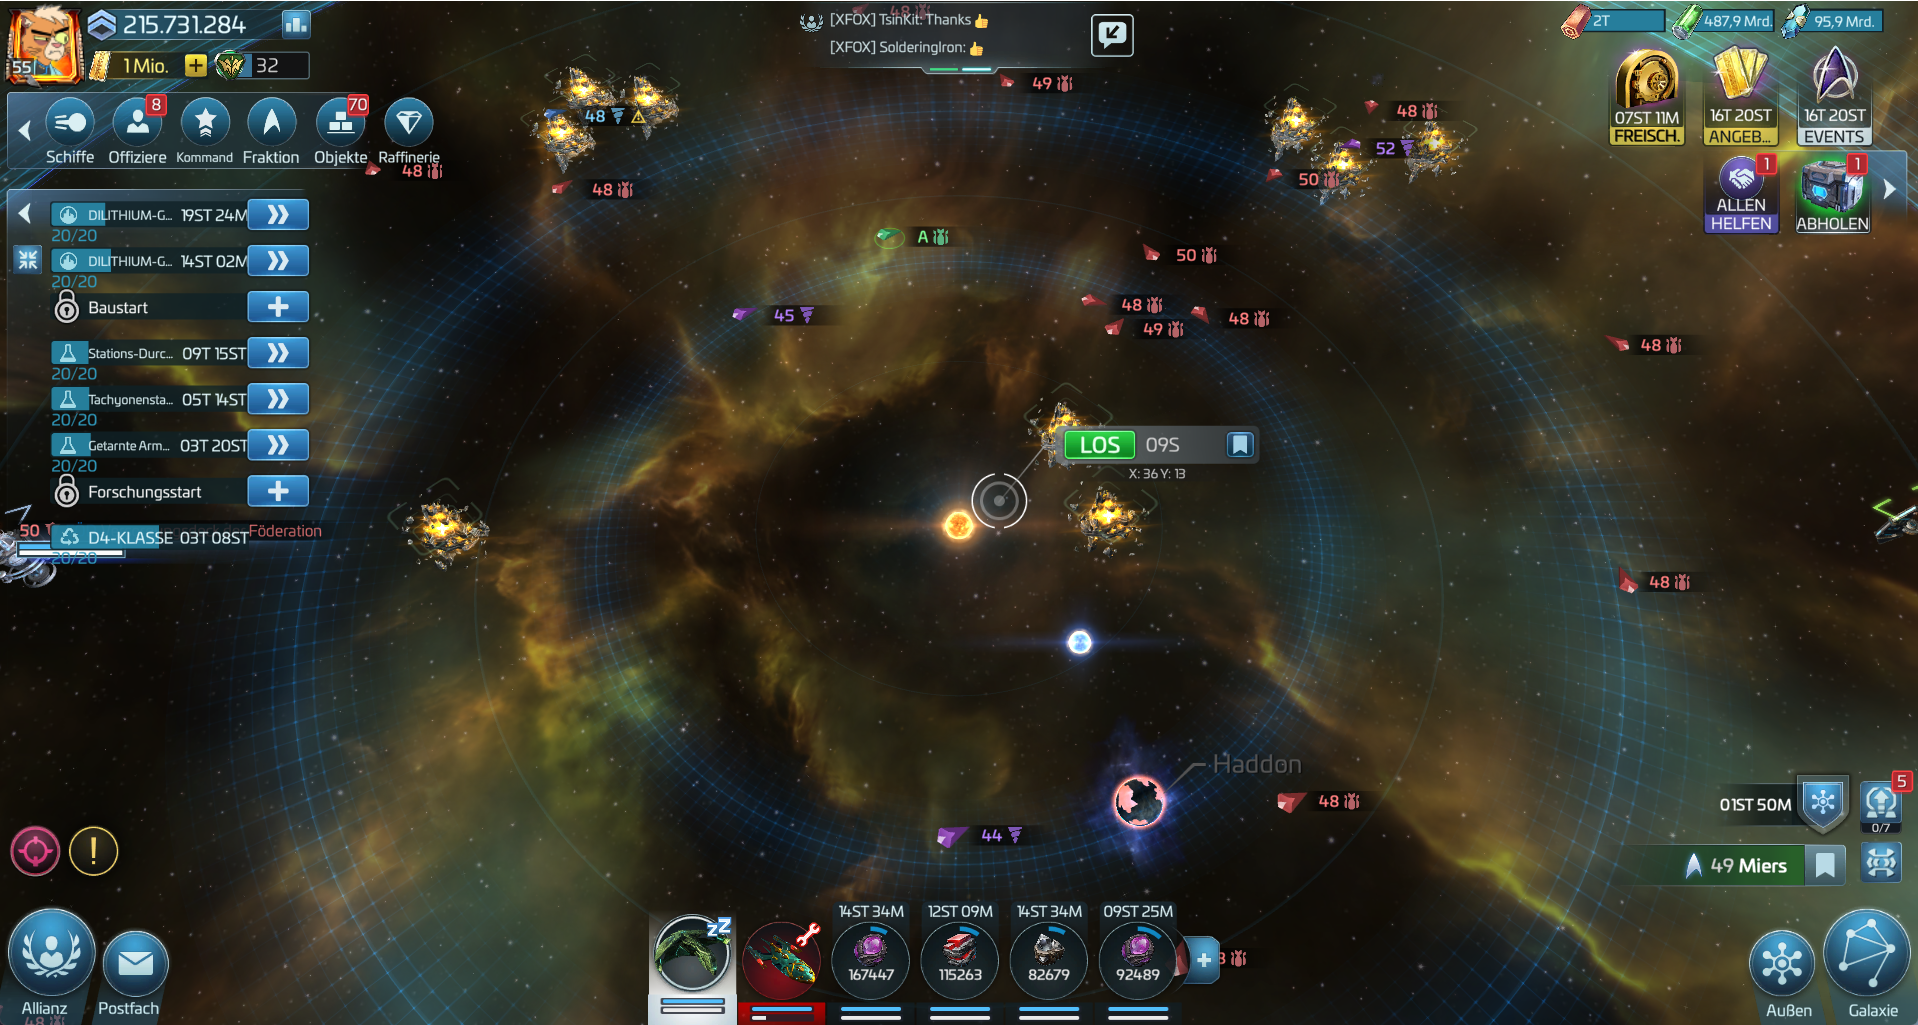 215.731.284
55
1 Mio.
32
[XFOX] TsinKit: Thanks
[XFOX] SolderingIron:
2T
487,9 Mrd.
95,9 Mrd.
07ST 11M
FREISCH.
16T 20ST
ANGEB...
16T 20ST
EVENTS
1
ALLEN
HELFEN
1
ABHOLEN
Schiffe
8
Offiziere
Kommand
Fraktion
70
Objekte
Raffinerie
DILITHIUM-G... 19ST 24M
20/20
DILITHIUM-G... 14ST 02M
20/20
Baustart
Stations-Durc... 09T 15ST
20/20
Tachyonensta... 05T 14ST
20/20
Getarnte Arm... 03T 20ST
20/20
Forschungsstart
D4-KLASSE 03T 08ST
20/20
50
Föderation
48
49
48
48
48
48
52
50
A
50
45
48
49
48
48
LOS 09S
X: 36 Y: 13
48
Haddon
48
44
01ST 50M
5
0/7
49 Miers
zZ
14ST 34M
167447
12ST 09M
115263
14ST 34M
82679
09ST 25M
92489
Allianz
Postfach
48
Außen
Galaxie